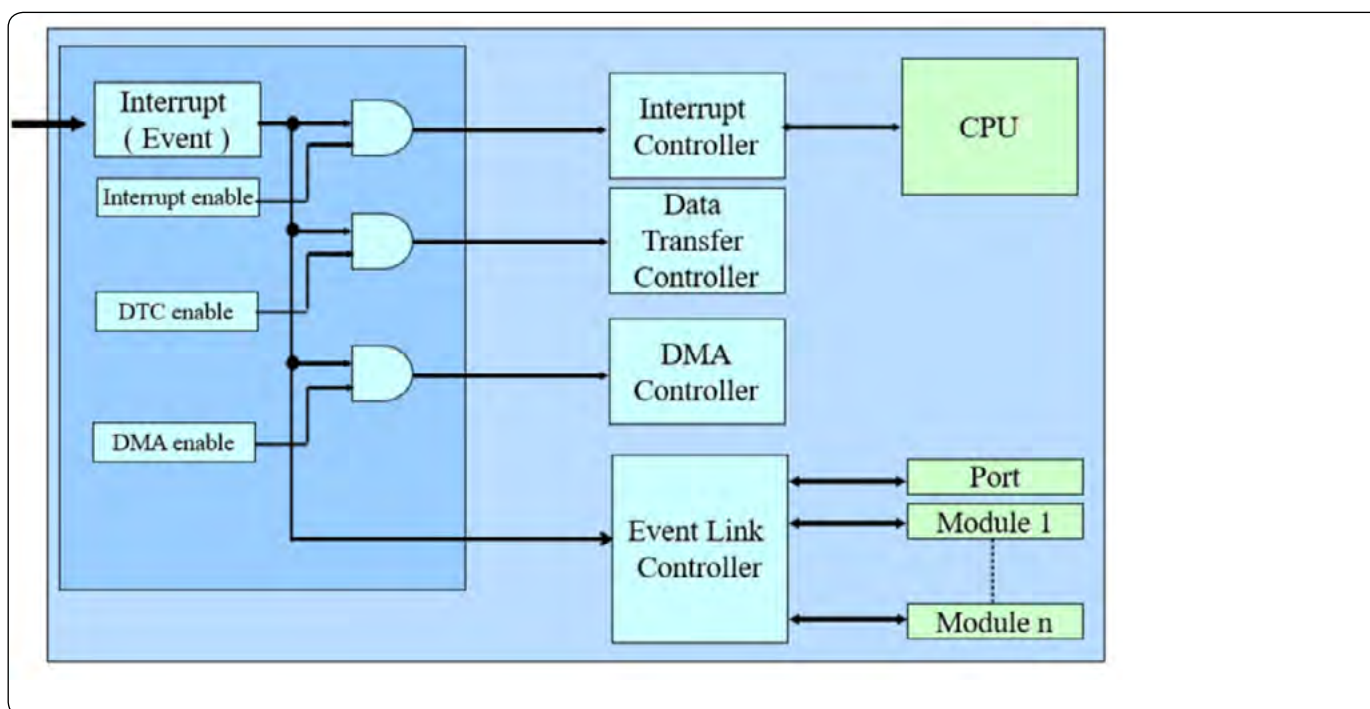 Interrupt
( Event )
Interrupt enable
DTC enable
DMA enable
Interrupt
Controller
Data
Transfer
Controller
DMA
Controller
Event Link
Controller
CPU
Port
Module 1
Module n